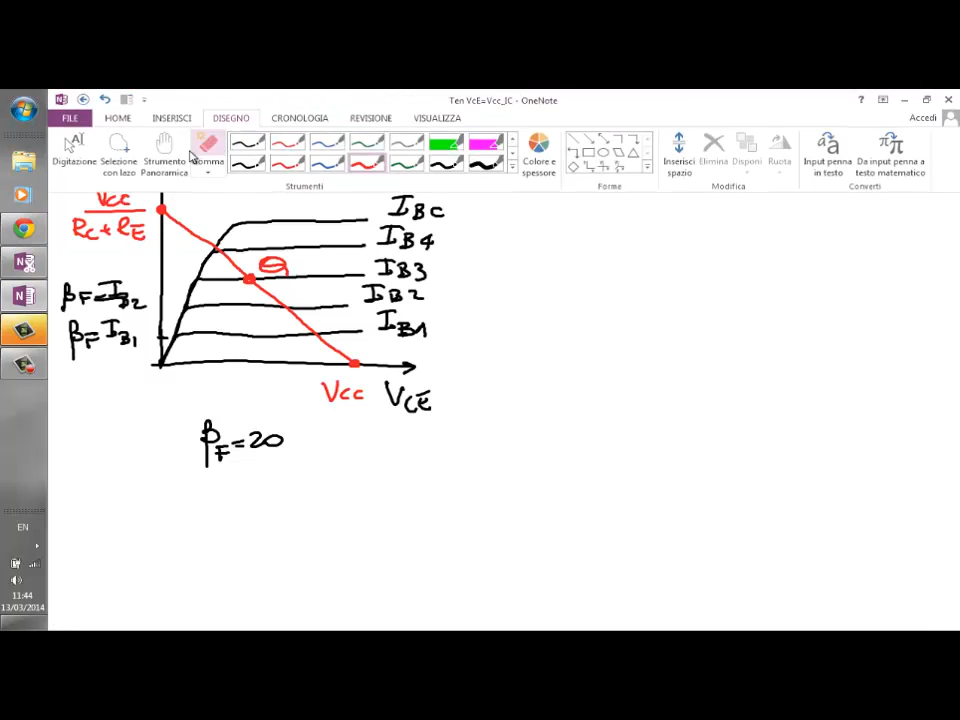 Ten VcE=Vcc_IC - OneNote
?
FILE HOME INSERISCI DISEGNO CRONOLOGIA REVISIONE VISUALIZZA Accedi
Digitazione
Selezione con lazo
Strumento Panoramica
Gomma
Colore e spessore
Inserisci spazio
Elimina
Disponi
Ruota
Input penna in testo
Da input penna a testo matematico
Strumenti Forme Modifica Converti
Vcc
RC + RE
IBC
IB4
IB3
IB2
IB1
Q
βF=IB2
βF=IB1
Vcc
VCE
βF=20
EN
11:44
13/03/2014